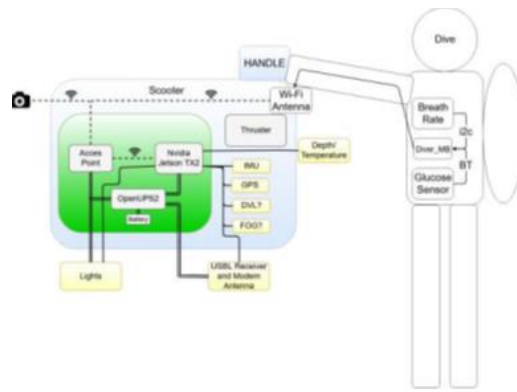 Dive
HANDLE
Scooter
Wi-Fi
Antenna
Thruster
Breath
Rate
i2c
Diver_MB
BT
Glucose
Sensor
Acces
Point
Nvidia
Jetson TX2
Depth/
Temperature
IMU
GPS
DVL?
FOG?
OpenUPS2
Battery
Lights
USBL Receiver
and Modem
Antenna